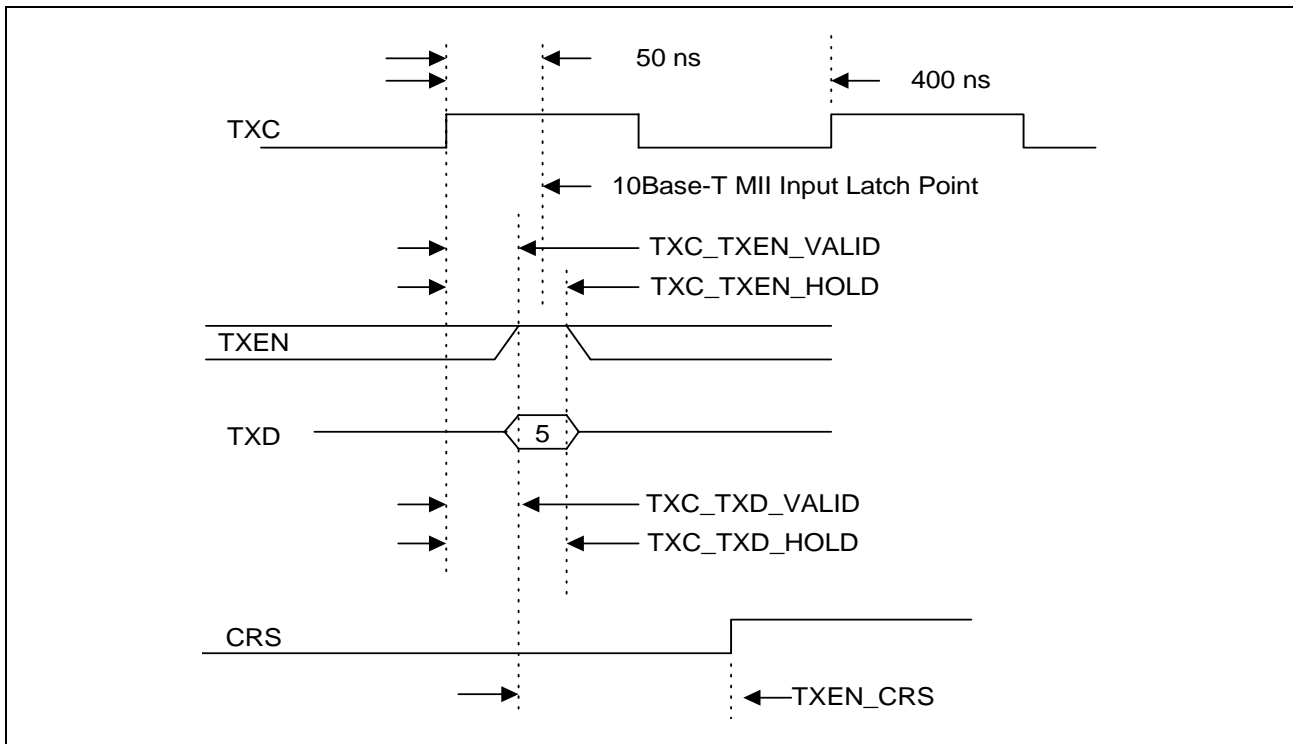 50 ns
400 ns
TXC
10Base-T MII Input Latch Point
TXC_TXEN_VALID
TXC_TXEN_HOLD
TXEN
TXD
5
TXC_TXD_VALID
TXC_TXD_HOLD
CRS
TXEN_CRS